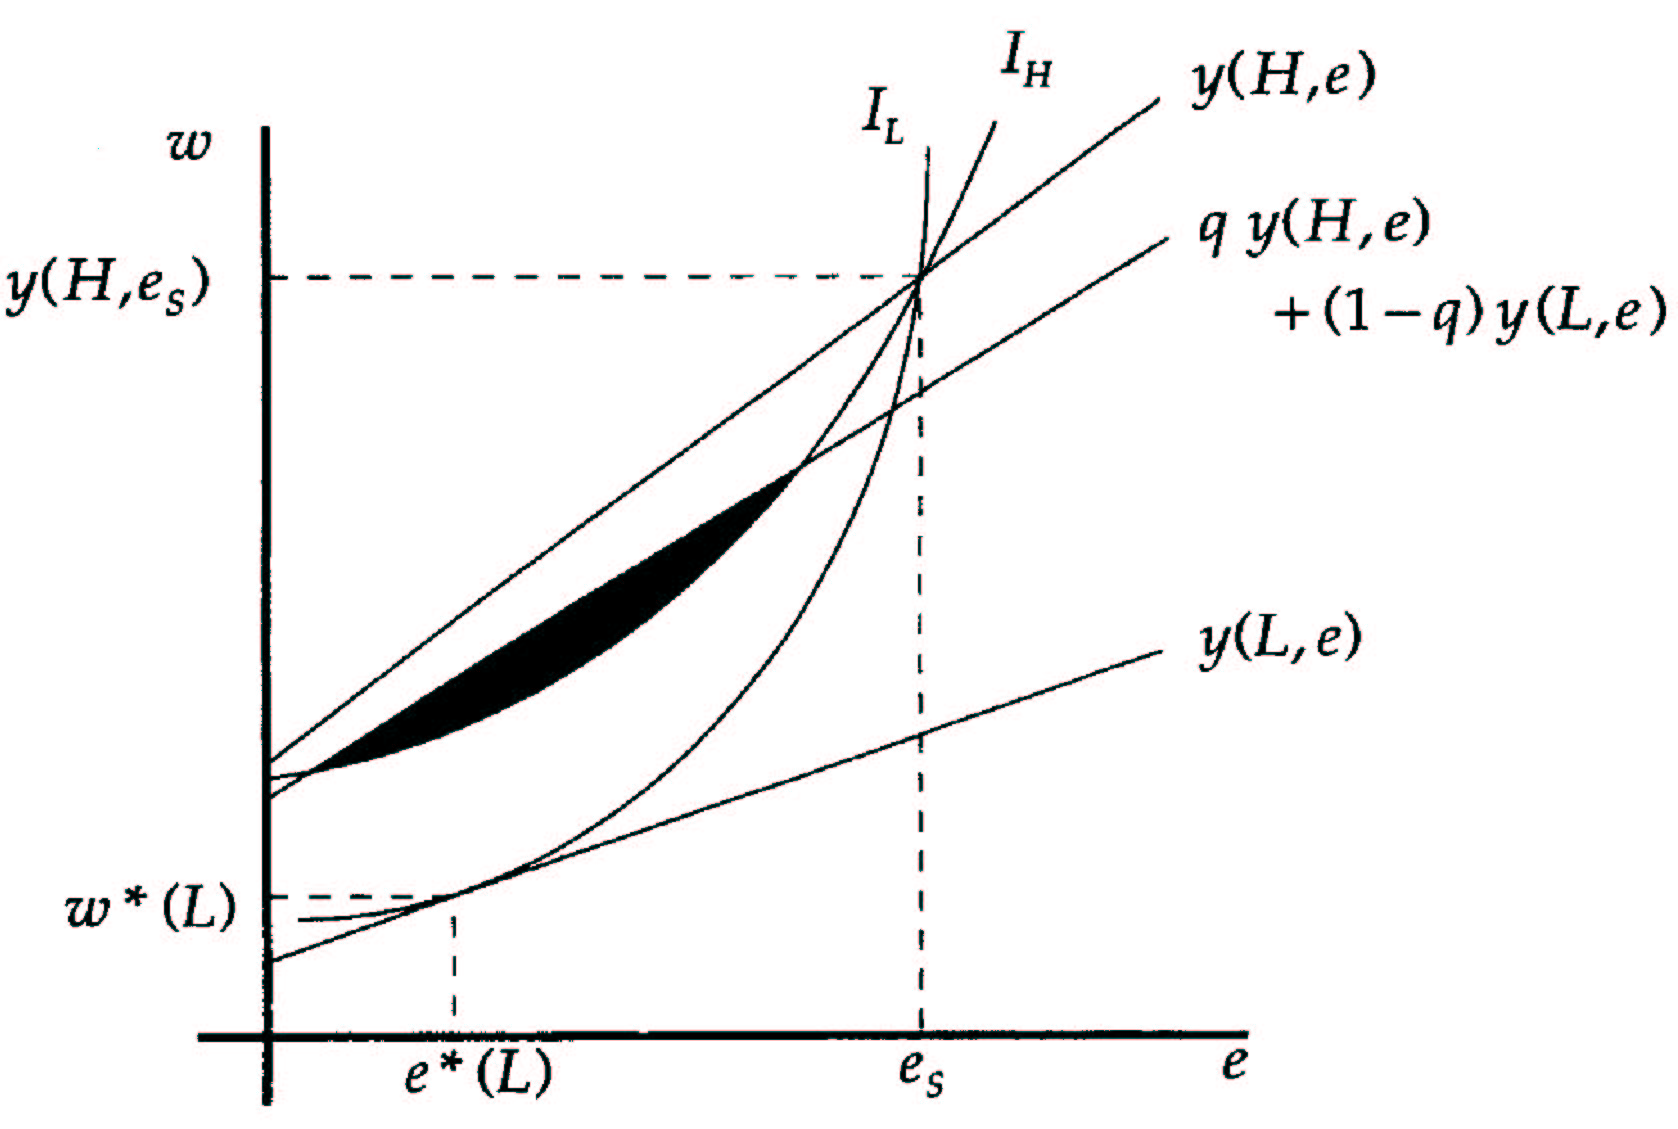 I_H
y(H,e)
I_L
w
q y(H,e)
+(1-q)y(L,e)
y(H,e_S)
y(L,e)
w*(L)
e*(L)
e_S
e